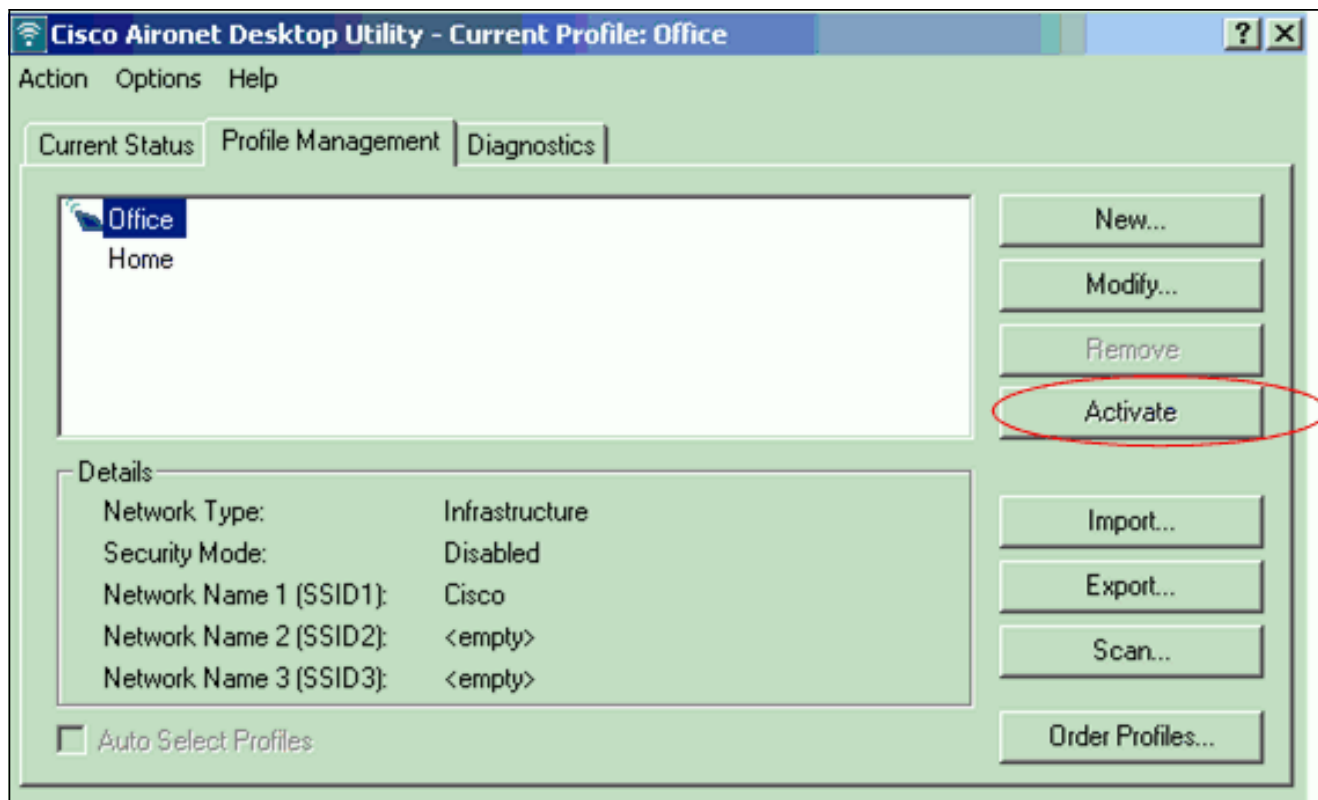 Cisco Aironet Desktop Utility - Current Profile: Office
Action Options Help
Current Status Profile Management Diagnostics
Office
Home
New...
Modify...
Remove
Activate
Details
Network Type: Infrastructure
Security Mode: Disabled
Network Name 1 (SSID1): Cisco
Network Name 2 (SSID2): <empty>
Network Name 3 (SSID3): <empty>
Import...
Export...
Scan...
Auto Select Profiles
Order Profiles...